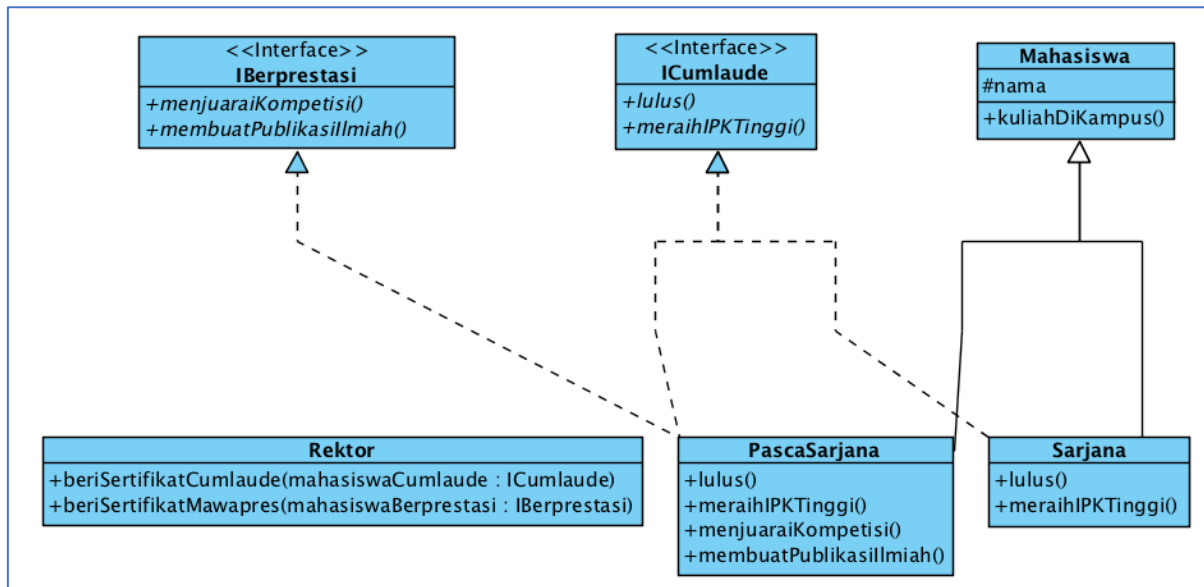 <<Interface>>
IBerprestasi
+menjuaraiKompetisi()
+membuatPublikasiIlmiah()
<<Interface>>
ICumlaude
+lulus()
+meraihIPKTinggi()
Mahasiswa
#nama
+kuliahDiKampus()
Rektor
+beriSertifikatCumlaude(mahasiswaCumlaude : ICumlaude)
+beriSertifikatMawapres(mahasiswaBerprestasi : IBerprestasi)
PascaSarjana
+lulus()
+meraihIPKTinggi()
+menjuaraiKompetisi()
+membuatPublikasiIlmiah()
Sarjana
+lulus()
+meraihIPKTinggi()